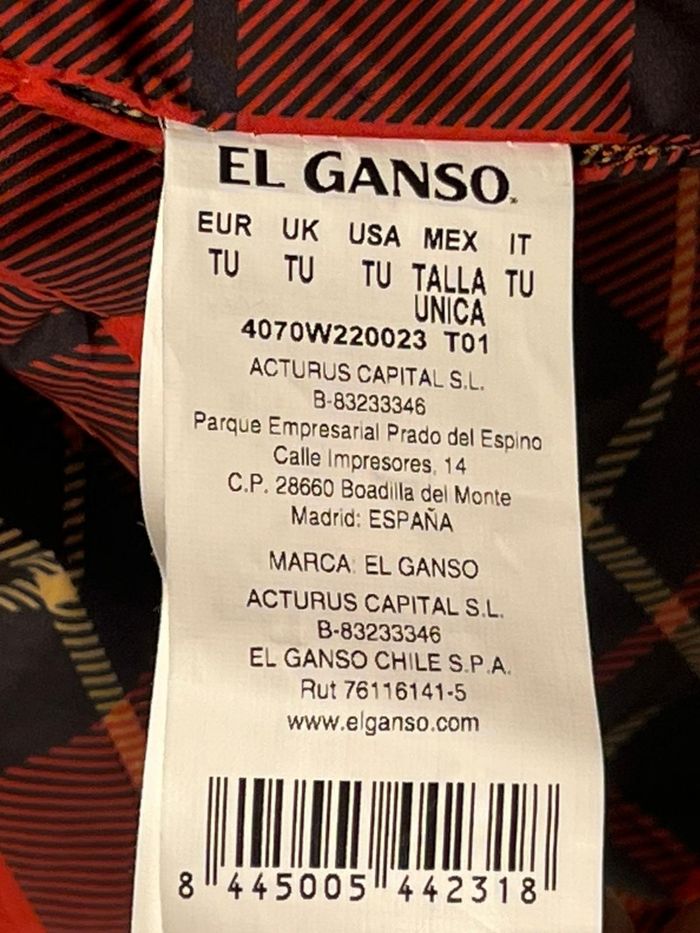 EL GANSO
EUR UK USA MEX IT
TU TU TU TALLA UNICA TU
4070W220023 T01
ACTURUS CAPITAL S.L.
B-83233346
Parque Empresarial Prado del Espino
Calle Impresores, 14
C.P. 28660 Boadilla del Monte
Madrid: ESPAÑA
MARCA: EL GANSO
ACTURUS CAPITAL S.L.
B-83233346
EL GANSO CHILE S.P.A.
Rut 76116141-5
www.elganso.com
8 445005 442318